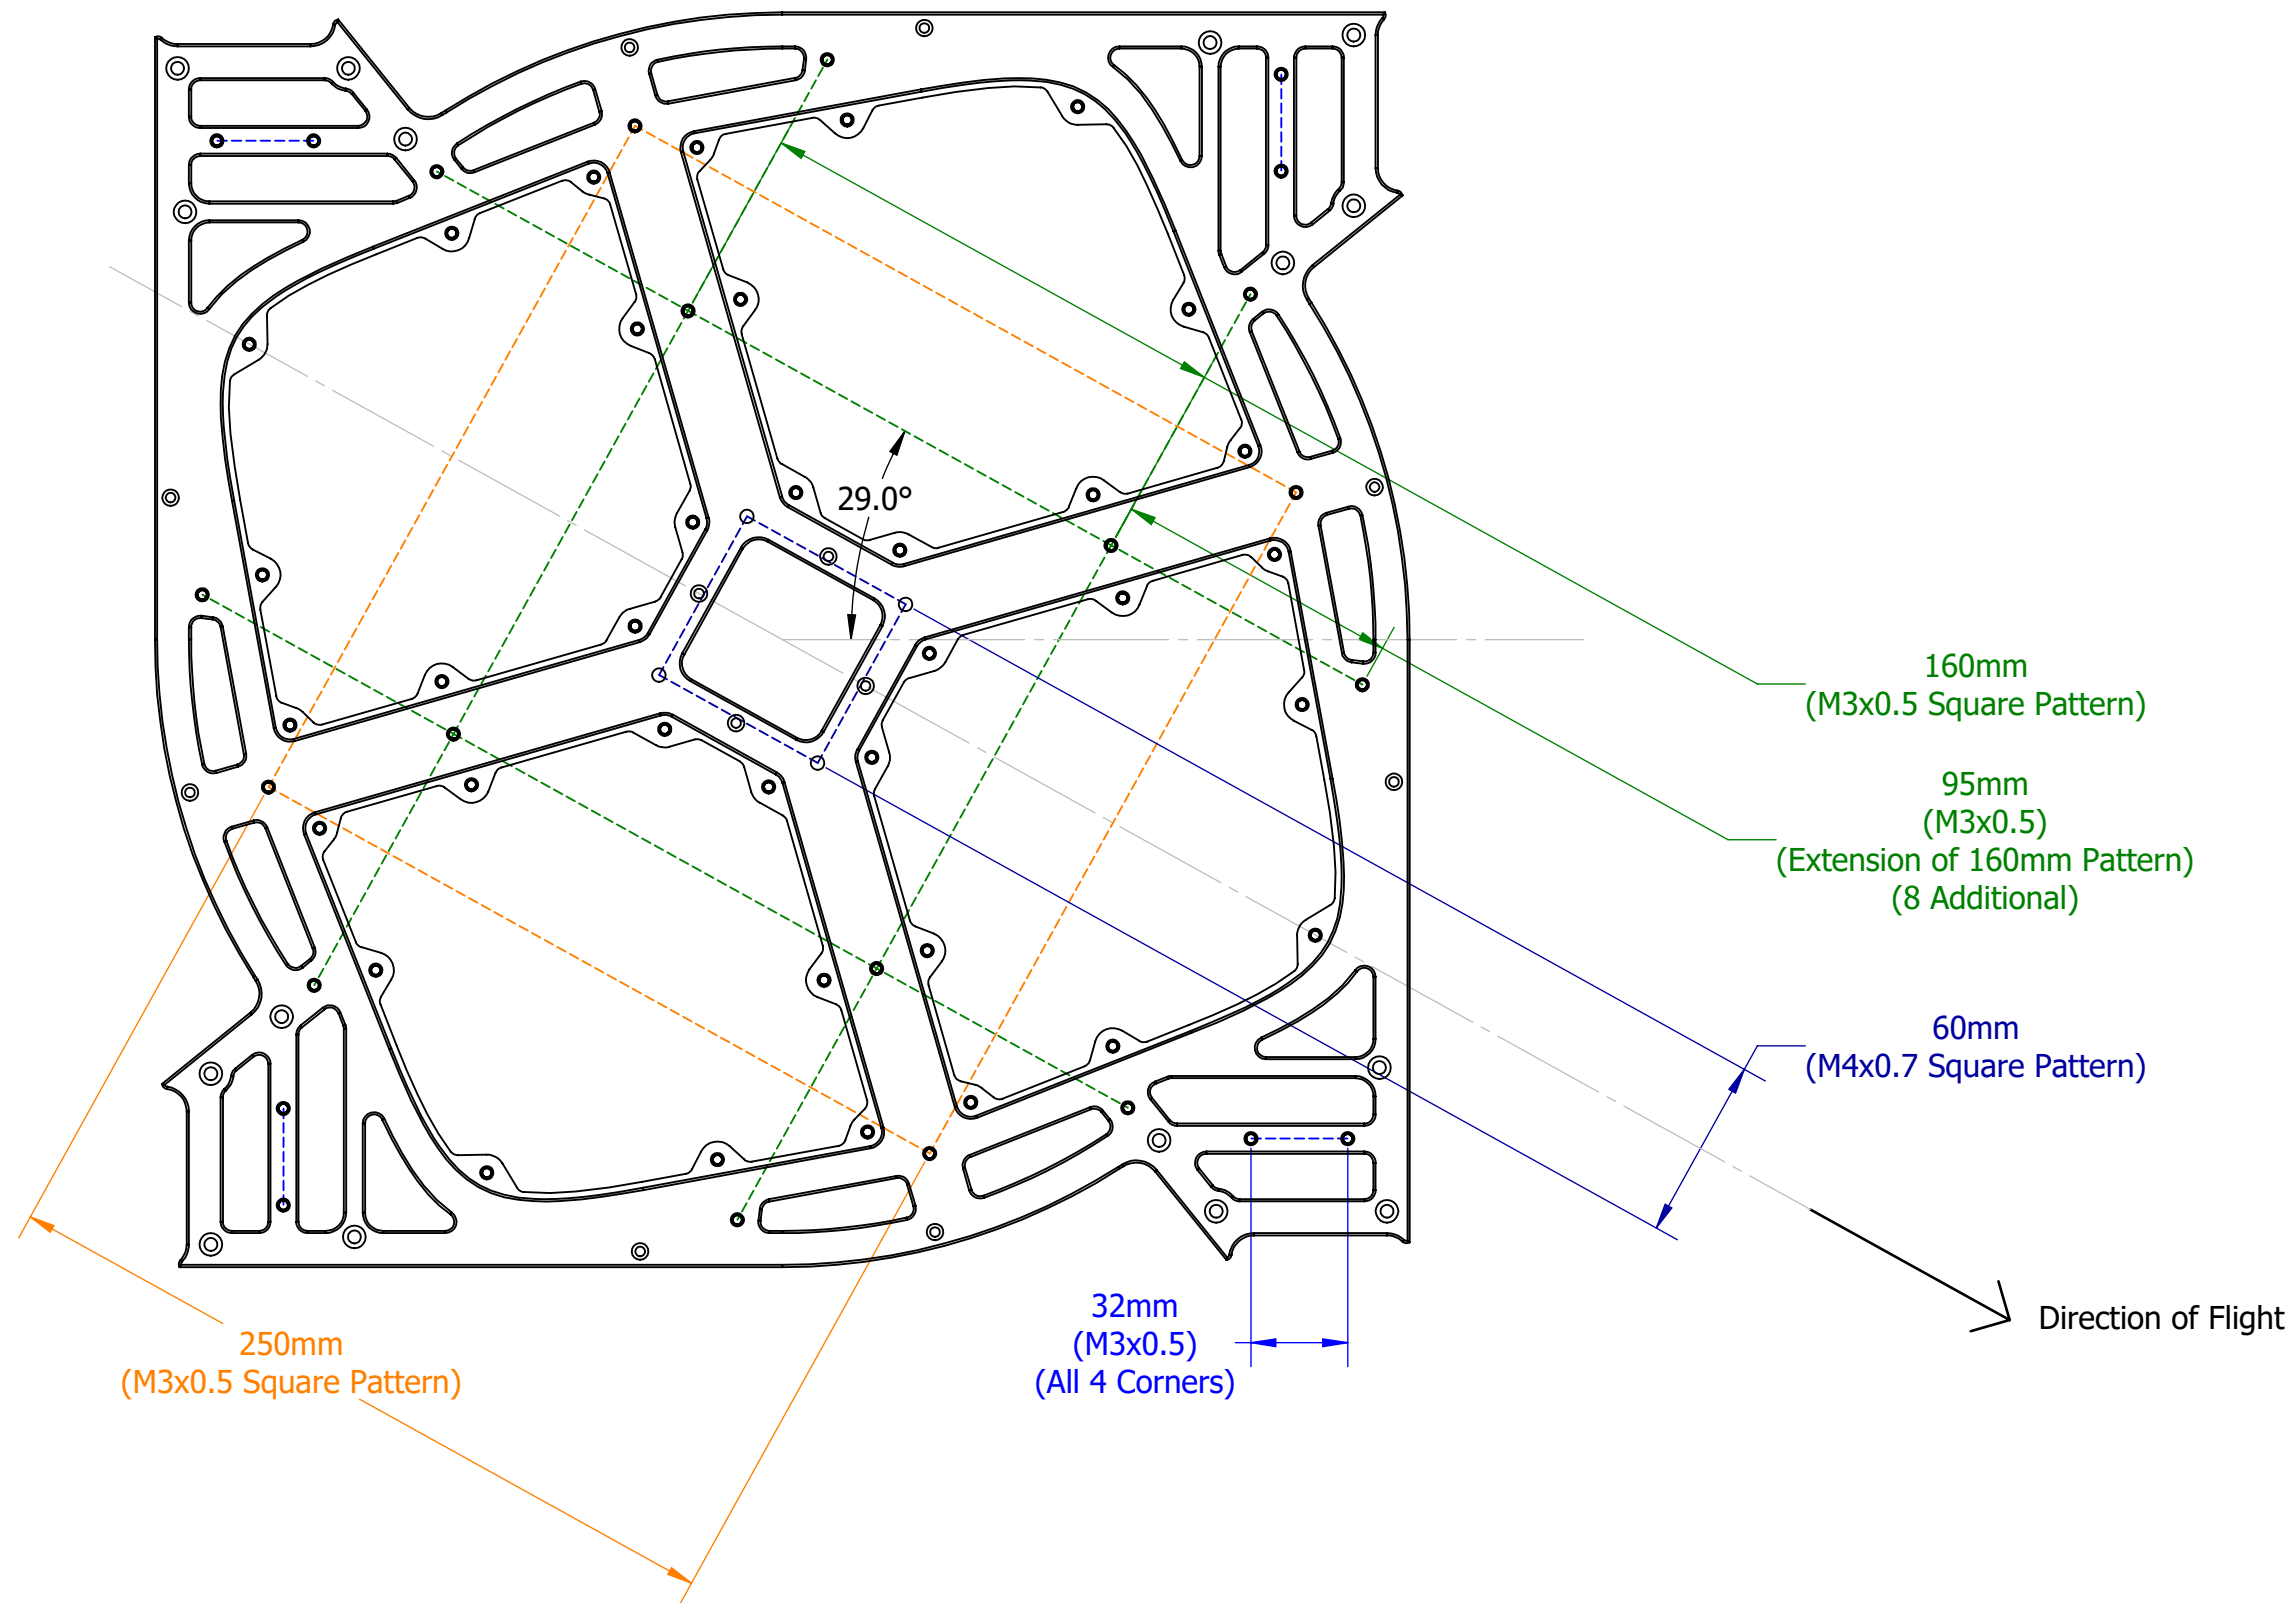 29.0°
160mm
(M3x0.5 Square Pattern)
95mm
(M3x0.5)
(Extension of 160mm Pattern)
(8 Additional)
60mm
(M4x0.7 Square Pattern)
Direction of Flight
32mm
(M3x0.5)
(All 4 Corners)
250mm
(M3x0.5 Square Pattern)